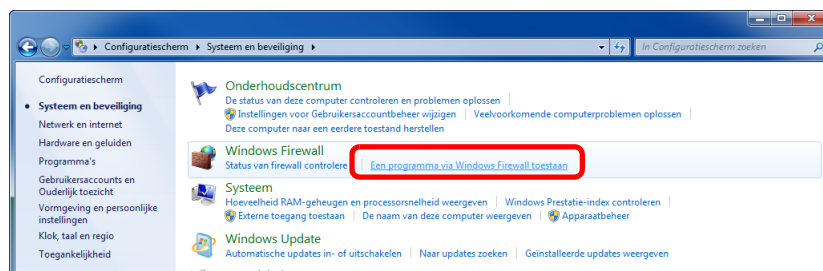 Configuratiescherm ▸ Systeem en beveiliging ▸
In Configuratiescherm zoeken
Configuratiescherm
Systeem en beveiliging
Netwerk en internet
Hardware en geluiden
Programma's
Gebruikersaccounts en
Ouderlijk toezicht
Vormgeving en persoonlijke
instellingen
Klok, taal en regio
Toegankelijkheid
Onderhoudscentrum
De status van deze computer controleren en problemen oplossen
Instellingen voor Gebruikersaccountbeheer wijzigen
Veelvoorkomende computerproblemen oplossen
Deze computer naar een eerdere toestand herstellen
Windows Firewall
Status van firewall controlere
Een programma via Windows Firewall toestaan
Systeem
Hoeveelheid RAM-geheugen en processorsnelheid weergeven
Windows Prestatie-index controleren
Externe toegang toestaan
De naam van deze computer weergeven
Apparaatbeheer
Windows Update
Automatische updates in- of uitschakelen
Naar updates zoeken
Geïnstalleerde updates weergeven